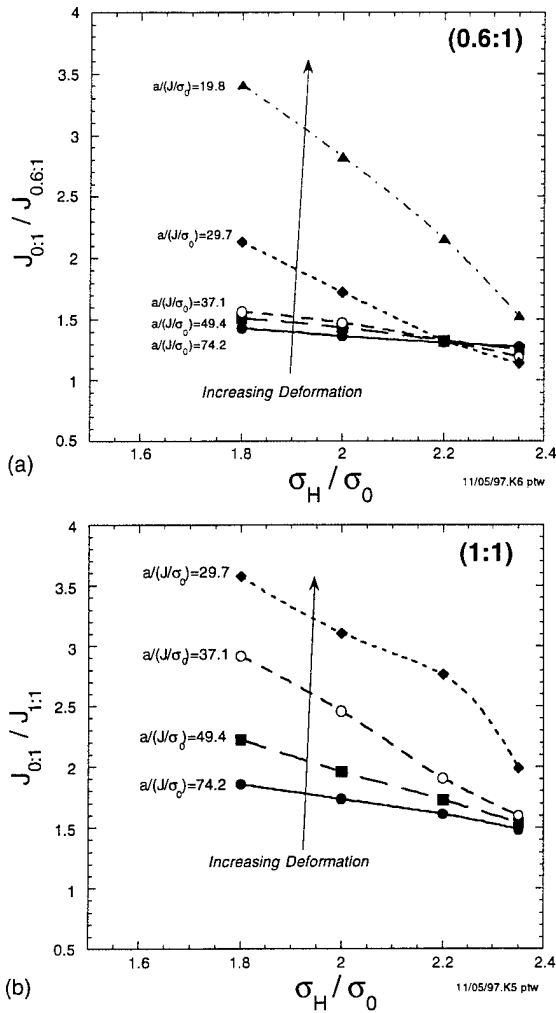 (0.6:1)
4
3.5
3
2.5
2
1.5
1
0.5
J0:1 / J0.6:1
a/(J/σ0)=19.8
a/(J/σ0)=29.7
a/(J/σ0)=37.1
a/(J/σ0)=49.4
a/(J/σ0)=74.2
Increasing Deformation
1.6 1.8 2 2.2 2.4
(a)
σH / σ0
11/05/97.K6 ptw
(1:1)
4
3.5
3
2.5
2
1.5
1
0.5
J0:1 / J1:1
a/(J/σ0)=29.7
a/(J/σ0)=37.1
a/(J/σ0)=49.4
a/(J/σ0)=74.2
Increasing Deformation
1.6 1.8 2 2.2 2.4
(b)
σH / σ0
11/05/97.K5 ptw